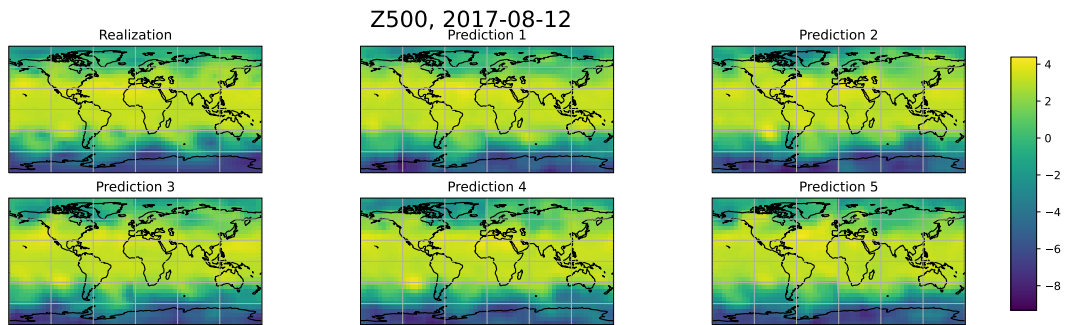 Z500, 2017-08-12
Realization
Prediction 1
Prediction 2
Prediction 3
Prediction 4
Prediction 5
4
2
0
−2
−4
−6
−8